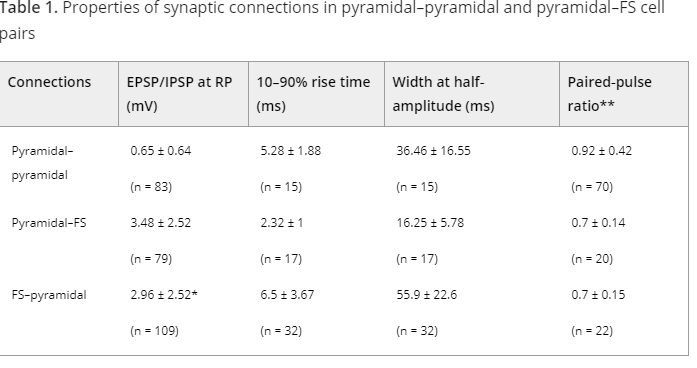 Table 1. Properties of synaptic connections in pyramidal–pyramidal and pyramidal–FS cell
pairs
Connections EPSP/IPSP at RP 10–90% rise time Width at half- Paired-pulse
(mV) (ms) amplitude (ms) ratio**
Pyramidal– 0.65 ± 0.64 5.28 ± 1.88 36.46 ± 16.55 0.92 ± 0.42
pyramidal
(n = 83) (n = 15) (n = 15) (n = 70)
Pyramidal–FS 3.48 ± 2.52 2.32 ± 1 16.25 ± 5.78 0.7 ± 0.14
(n = 79) (n = 17) (n = 17) (n = 20)
FS–pyramidal 2.96 ± 2.52* 6.5 ± 3.67 55.9 ± 22.6 0.7 ± 0.15
(n = 109) (n = 32) (n = 32) (n = 22)